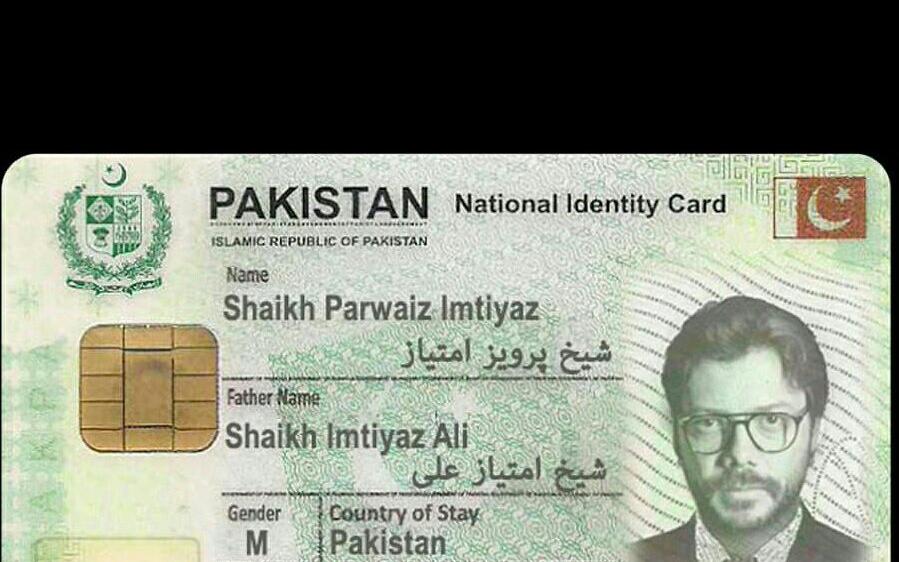 PAKISTAN National Identity Card
ISLAMIC REPUBLIC OF PAKISTAN
Name
Shaikh Parwaiz Imtiyaz
شیخ پرویز امتیاز
Father Name
Shaikh Imtiyaz Ali
شیخ امتیاز علی
Gender Country of Stay
M Pakistan